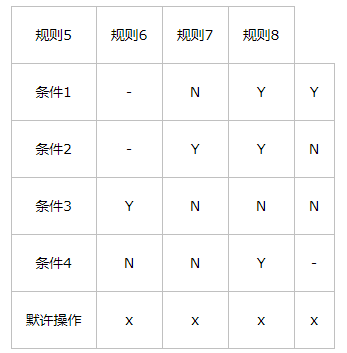 规则5 规则6 规则7 规则8
条件1 - N Y Y
条件2 - Y Y N
条件3 Y N N N
条件4 N N Y -
默许操作 x x x x